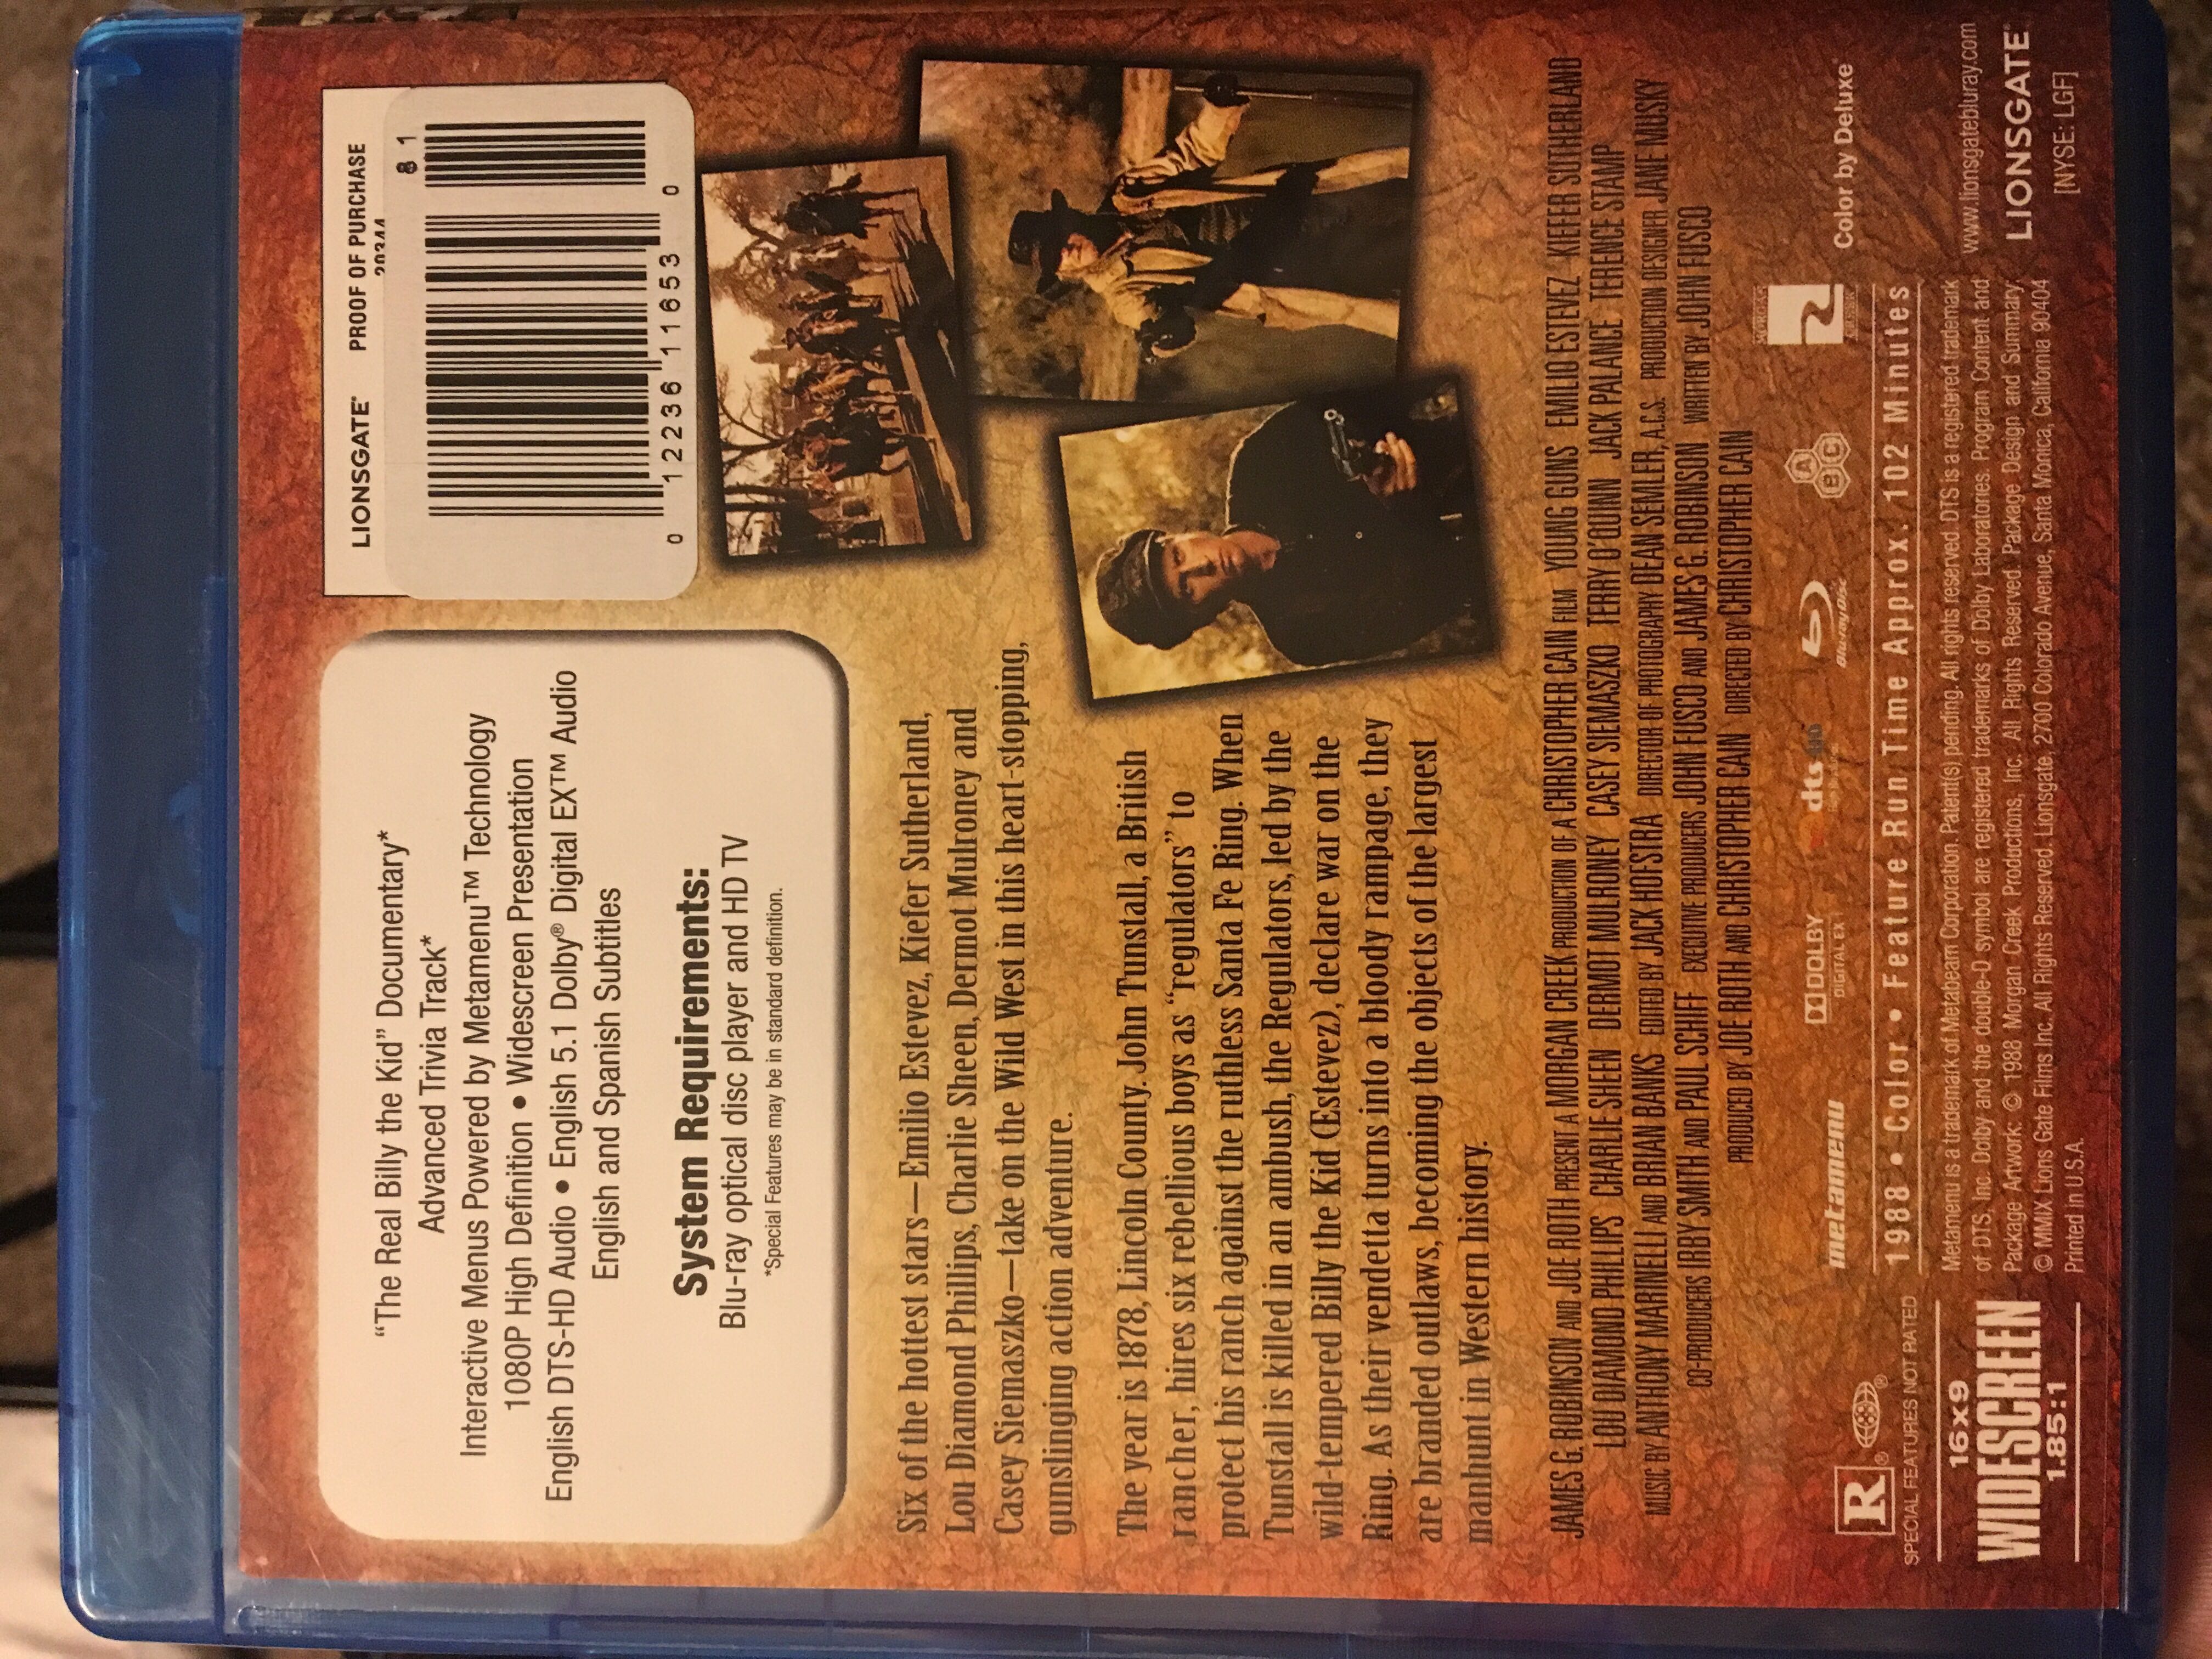 "The Real Billy the Kid" Documentary*
Advanced Trivia Track*
Interactive Menus Powered by Metamenu™ Technology
1080P High Definition • Widescreen Presentation
English DTS-HD Audio • English 5.1 Dolby® Digital EX™ Audio
English and Spanish Subtitles
System Requirements:
Blu-ray optical disc player and HD TV
*Special Features may be in standard definition.
LIONSGATE® PROOF OF PURCHASE
20344
81
0 12236 11653 0
Six of the hottest stars—Emilio Estevez, Kiefer Sutherland,
Lou Diamond Phillips, Charlie Sheen, Dermot Mulroney and
Casey Siemaszko—take on the Wild West in this heart-stopping,
gunslinging action adventure.
The year is 1878, Lincoln County. John Tunstall, a British
rancher, hires six rebellious boys as "regulators" to
protect his ranch against the ruthless Santa Fe Ring. When
Tunstall is killed in an ambush, the Regulators, led by the
wild-tempered Billy the Kid (Estevez), declare war on the
Ring. As their vendetta turns into a bloody rampage, they
are branded outlaws, becoming the objects of the largest
manhunt in Western history.
JAMES G. ROBINSON AND JOE ROTH PRESENT A MORGAN CREEK PRODUCTION OF A CHRISTOPHER CAIN FILM YOUNG GUNS EMILIO ESTEVEZ KIEFER SUTHERLAND
LOU DIAMOND PHILLIPS CHARLIE SHEEN DERMOT MULRONEY CASEY SIEMASZKO TERRY O'QUINN JACK PALANCE TERENCE STAMP
MUSIC BY ANTHONY MARINELLI AND BRIAN BANKS EDITED BY JACK HOFSTRA DIRECTOR OF PHOTOGRAPHY DEAN SEMLER, A.C.S. PRODUCTION DESIGNER JANE MUSKY
CO-PRODUCERS IRBY SMITH AND PAUL SCHIFF EXECUTIVE PRODUCERS JOHN FUSCO AND JAMES G. ROBINSON WRITTEN BY JOHN FUSCO
PRODUCED BY JOE ROTH AND CHRISTOPHER CAIN DIRECTED BY CHRISTOPHER CAIN
R
SPECIAL FEATURES NOT RATED
16x9
WIDESCREEN
1.85:1
metamenu DOLBY DIGITAL EX dts-HD Blu-ray Disc A B C Color by Deluxe®
1988 • Color • Feature Run Time Approx. 102 Minutes
Metamenu is a trademark of Metabeam Corporation. Patent(s) pending. All rights reserved. DTS is a registered trademark
of DTS, Inc. Dolby and the double-D symbol are registered trademarks of Dolby Laboratories. Program Content and
Package Artwork: © 1988 Morgan Creek Productions, Inc. All Rights Reserved. Package Design and Summary:
© MMIX Lions Gate Films Inc. All Rights Reserved. Lionsgate, 2700 Colorado Avenue, Santa Monica, California 90404
Printed in U.S.A.
www.lionsgatebluray.com
LIONSGATE®
[NYSE: LGF]